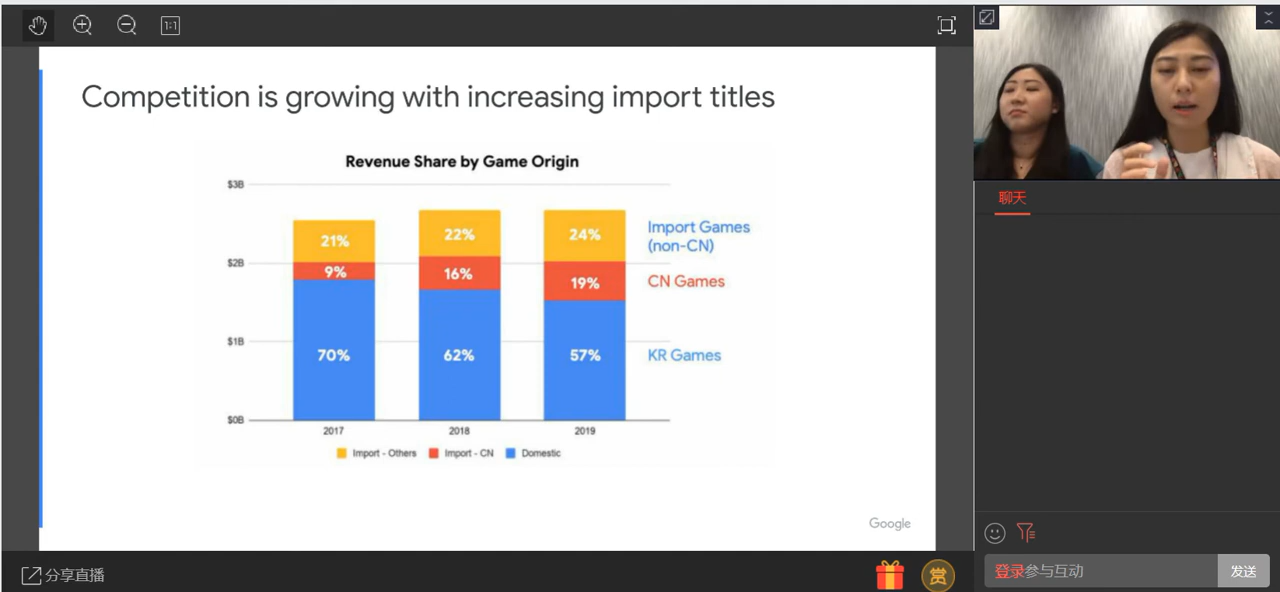 1:1
Competition is growing with increasing import titles
Revenue Share by Game Origin
$3B
21%
22%
24%
Import Games
(non-CN)
$2B
9%
16%
19%
CN Games
$1B
70%
62%
57%
KR Games
$0B
2017
2018
2019
Import - Others
Import - CN
Domestic
Google
聊天
分享直播
赏
登录参与互动
发送